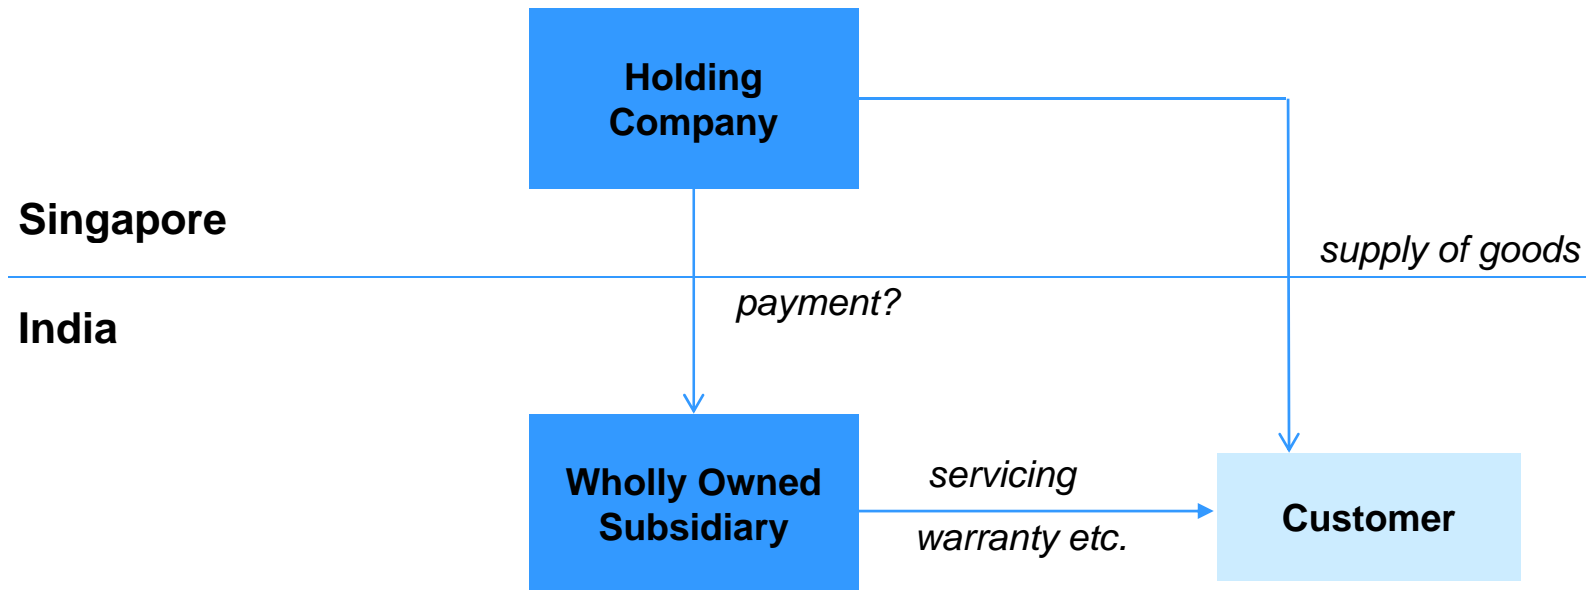 Holding
Company
Singapore
supply of goods
payment?
India
Wholly Owned
Subsidiary
servicing
warranty etc.
Customer